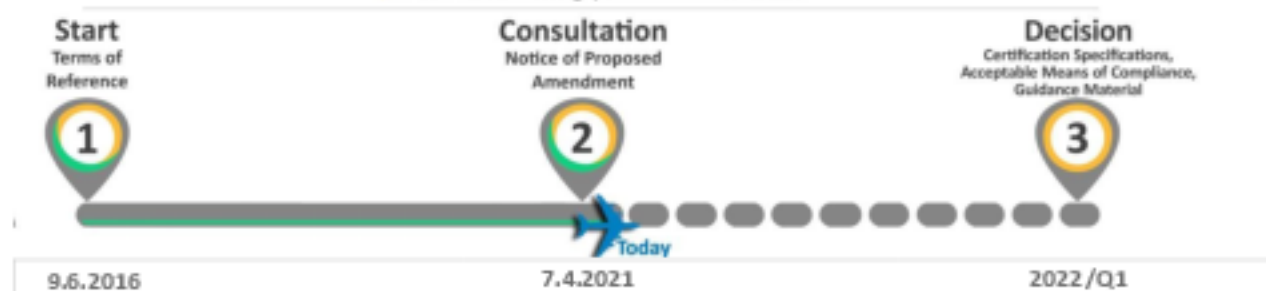 Start
Terms of
Reference
1
Consultation
Notice of Proposed
Amendment
2
Decision
Certification Specifications,
Acceptable Means of Compliance,
Guidance Material
3
Today
9.6.2016
7.4.2021
2022/Q1